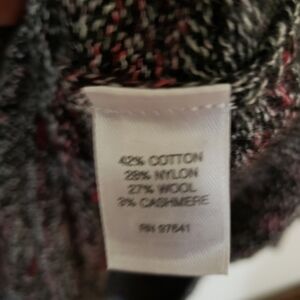 42% COTTON
28% NYLON
27% WOOL
3% CASHMERE
RN 97641